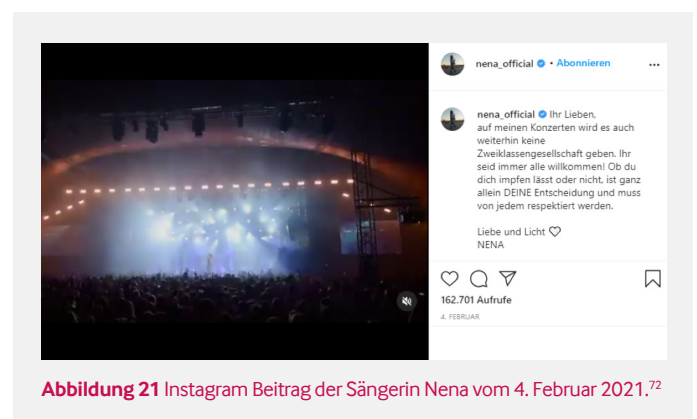 nena_official • Abonnieren
nena_official Ihr Lieben,
auf meinen Konzerten wird es auch
weiterhin keine
Zweiklassengesellschaft geben. Ihr
seid immer alle willkommen! Ob du
dich impfen lässt oder nicht, ist ganz
allein DEINE Entscheidung und muss
von jedem respektiert werden.
Liebe und Licht ♡
NENA
162.701 Aufrufe
4. FEBRUAR
Abbildung 21 Instagram Beitrag der Sängerin Nena vom 4. Februar 2021.72